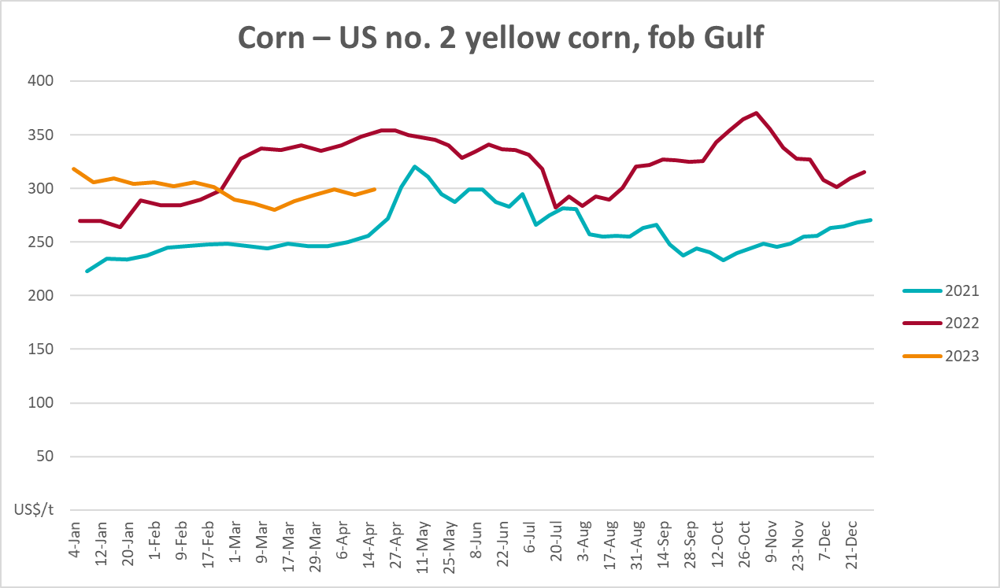 Corn – US no. 2 yellow corn, fob Gulf
400
350
300
250
200
150
100
50
US$/t
4-Jan
12-Jan
20-Jan
1-Feb
9-Feb
17-Feb
1-Mar
9-Mar
17-Mar
29-Mar
6-Apr
14-Apr
27-Apr
11-May
25-May
8-Jun
22-Jun
6-Jul
20-Jul
3-Aug
17-Aug
31-Aug
14-Sep
28-Sep
12-Oct
26-Oct
9-Nov
23-Nov
7-Dec
21-Dec
2021
2022
2023